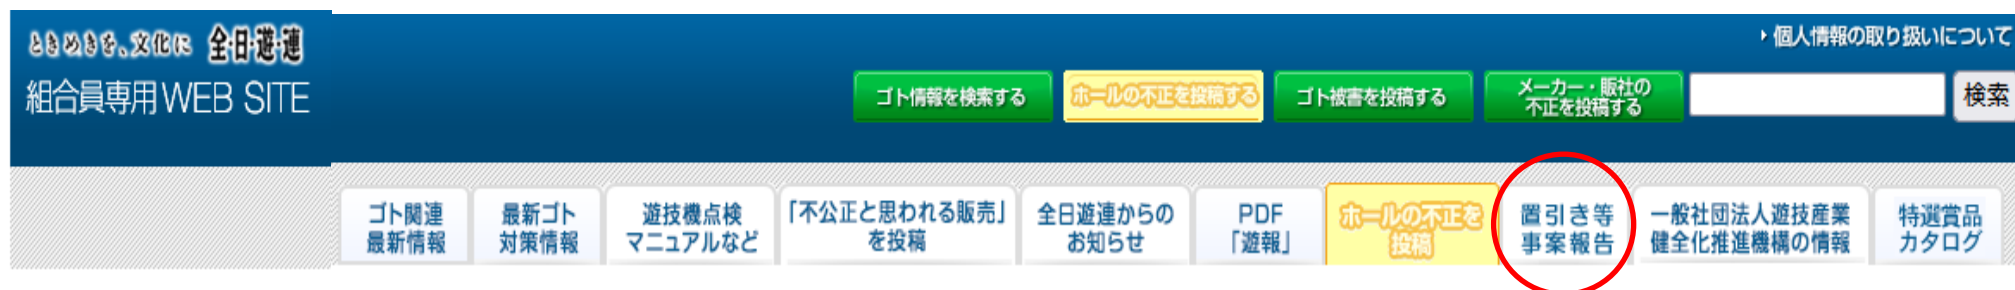 ときめきを、文化に 全・日・遊・連
組合員専用 WEB SITE
個人情報の取り扱いについて
ゴト情報を検索する
ホールの不正を投稿する
ゴト被害を投稿する
メーカー・販社の
不正を投稿する
検索
ゴト関連
最新情報
最新ゴト
対策情報
遊技機点検
マニュアルなど
「不公正と思われる販売」
を投稿
全日遊連からの
お知らせ
PDF
「遊報」
ホールの不正を
投稿
置引き等
事案報告
一般社団法人遊技産業
健全化推進機構の情報
特選賞品
カタログ